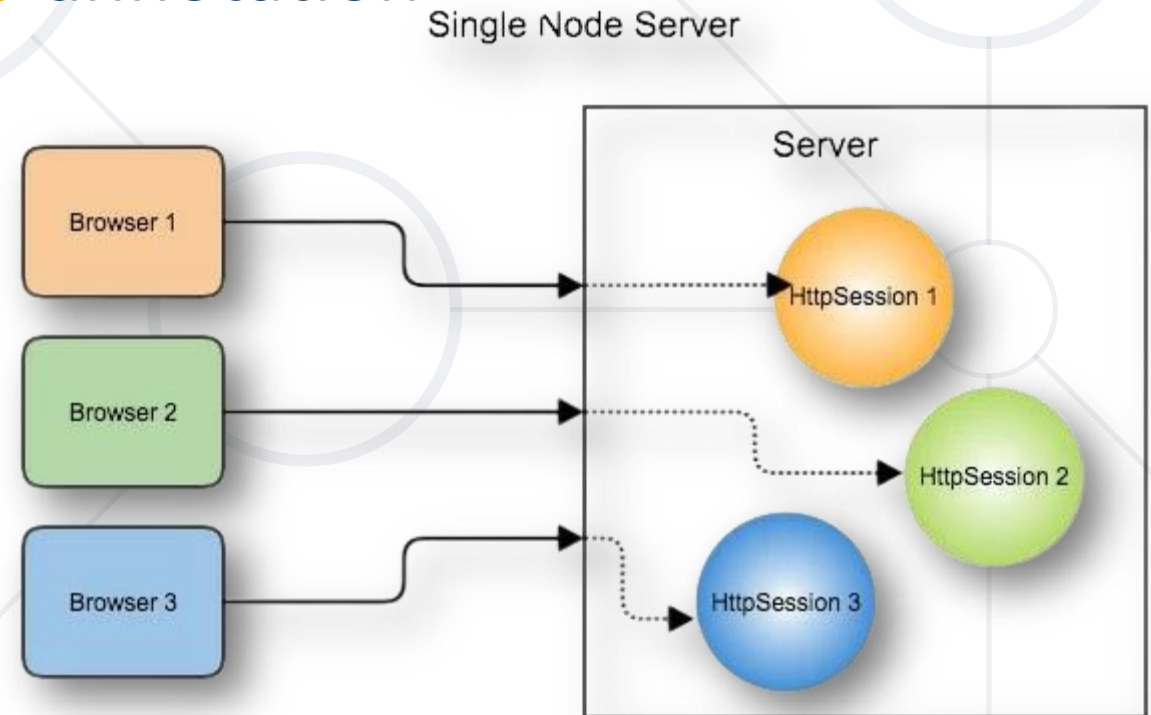 Single Node Server
Server
Browser 1
HttpSession 1
Browser 2
HttpSession 2
Browser 3
HttpSession 3